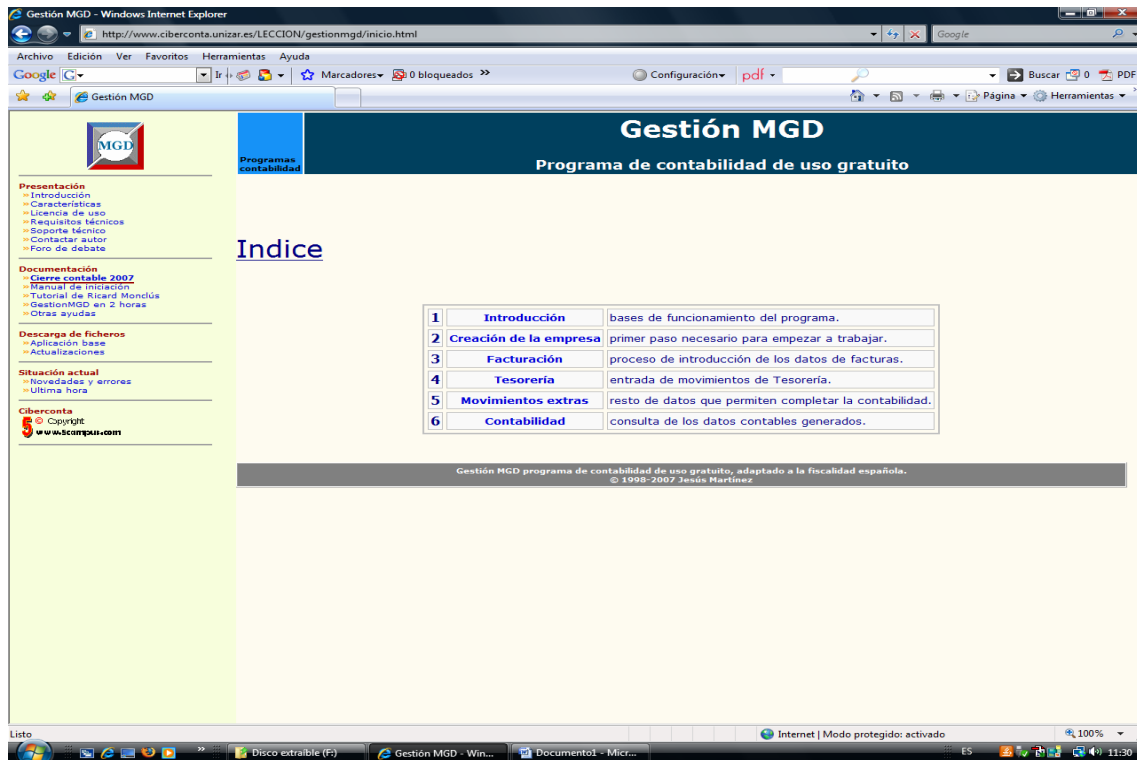 Gestión MGD - Windows Internet Explorer
http://www.ciberconta.unizar.es/LECCION/gestionmgd/inicio.html
Google
Archivo Edición Ver Favoritos Herramientas Ayuda
Google G Ir Marcadores 0 bloqueados » Configuración pdf Buscar 0 PDF
Gestión MGD Página Herramientas
MGD
Programas contabilidad
Gestión MGD
Programa de contabilidad de uso gratuito
Presentación
»Introducción
»Características
»Licencia de uso
»Requisitos técnicos
»Soporte técnico
»Contactar autor
»Foro de debate
Documentación
»Cierre contable 2007
»Manual de iniciación
»Tutorial de Ricard Monclús
»GestionMGD en 2 horas
»Otras ayudas
Descarga de ficheros
»Aplicación base
»Actualizaciones
Situación actual
»Novedades y errores
»Ultima hora
Ciberconta
5 © Copyright
www.5campus.com
Indice
1 Introducción bases de funcionamiento del programa.
2 Creación de la empresa primer paso necesario para empezar a trabajar.
3 Facturación proceso de introducción de los datos de facturas.
4 Tesorería entrada de movimientos de Tesorería.
5 Movimientos extras resto de datos que permiten completar la contabilidad.
6 Contabilidad consulta de los datos contables generados.
Gestión MGD programa de contabilidad de uso gratuito, adaptado a la fiscalidad española.
© 1998-2007 Jesús Martínez
Listo Internet | Modo protegido: activado 100%
» Disco extraíble (F:) Gestión MGD - Win... Documento1 - Micr... ES 11:30